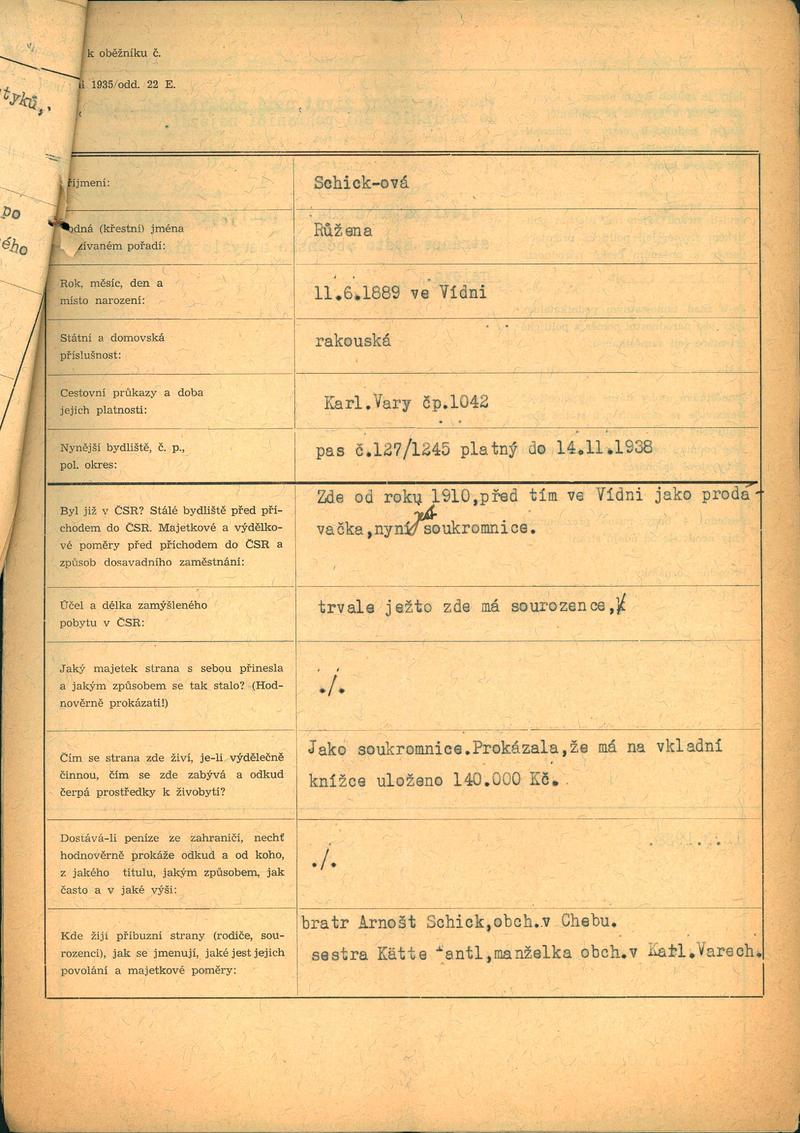 k oběžníku č.
1935/odd. 22 E.
tyků,.
po
ého
říjmení:
Schick-ová
odná (křestní) jména
žívaném pořadí:
Růžena
Rok, měsíc, den a
místo narození:
11.6.1889 ve Vídni
Státní a domovská
příslušnost:
rakouská
Cestovní průkazy a doba
jejich platnosti:
Karl.Vary čp.1042
Nynější bydliště, č. p.,
pol. okres:
pas č.127/1245 platný do 14.11.1938
Byl již v ČSR? Stálé bydliště před pří-
chodem do ČSR. Majetkové a výdělko-
vé poměry před příchodem do ČSR a
způsob dosavadního zaměstnání:
Zde od roku 1910,před tím ve Vídni jako proda-
vačka,nyní soukromnice.
Účel a délka zamýšleného
pobytu v ČSR:
trvale ježto zde má sourozence,
Jaký majetek strana s sebou přinesla
a jakým způsobem se tak stalo? (Hod-
nověrně prokázati!)
./.
Čím se strana zde živí, je-li výdělečně
činnou, čím se zde zabývá a odkud
čerpá prostředky k živobytí?
Jako soukromnice.Prokázala,že má na vkladní
knížce uloženo 140.000 Kč.
Dostává-li peníze ze zahraničí, nechť
hodnověrně prokáže odkud a od koho,
z jakého titulu, jakým způsobem, jak
často a v jaké výši:
./.
Kde žijí příbuzní strany (rodiče, sou-
rozenci), jak se jmenují, jaké jest jejich
povolání a majetkové poměry:
bratr Arnošt Schick,obch.v Chebu.
sestra Kätte antl,manželka obch.v Karl.Varech.